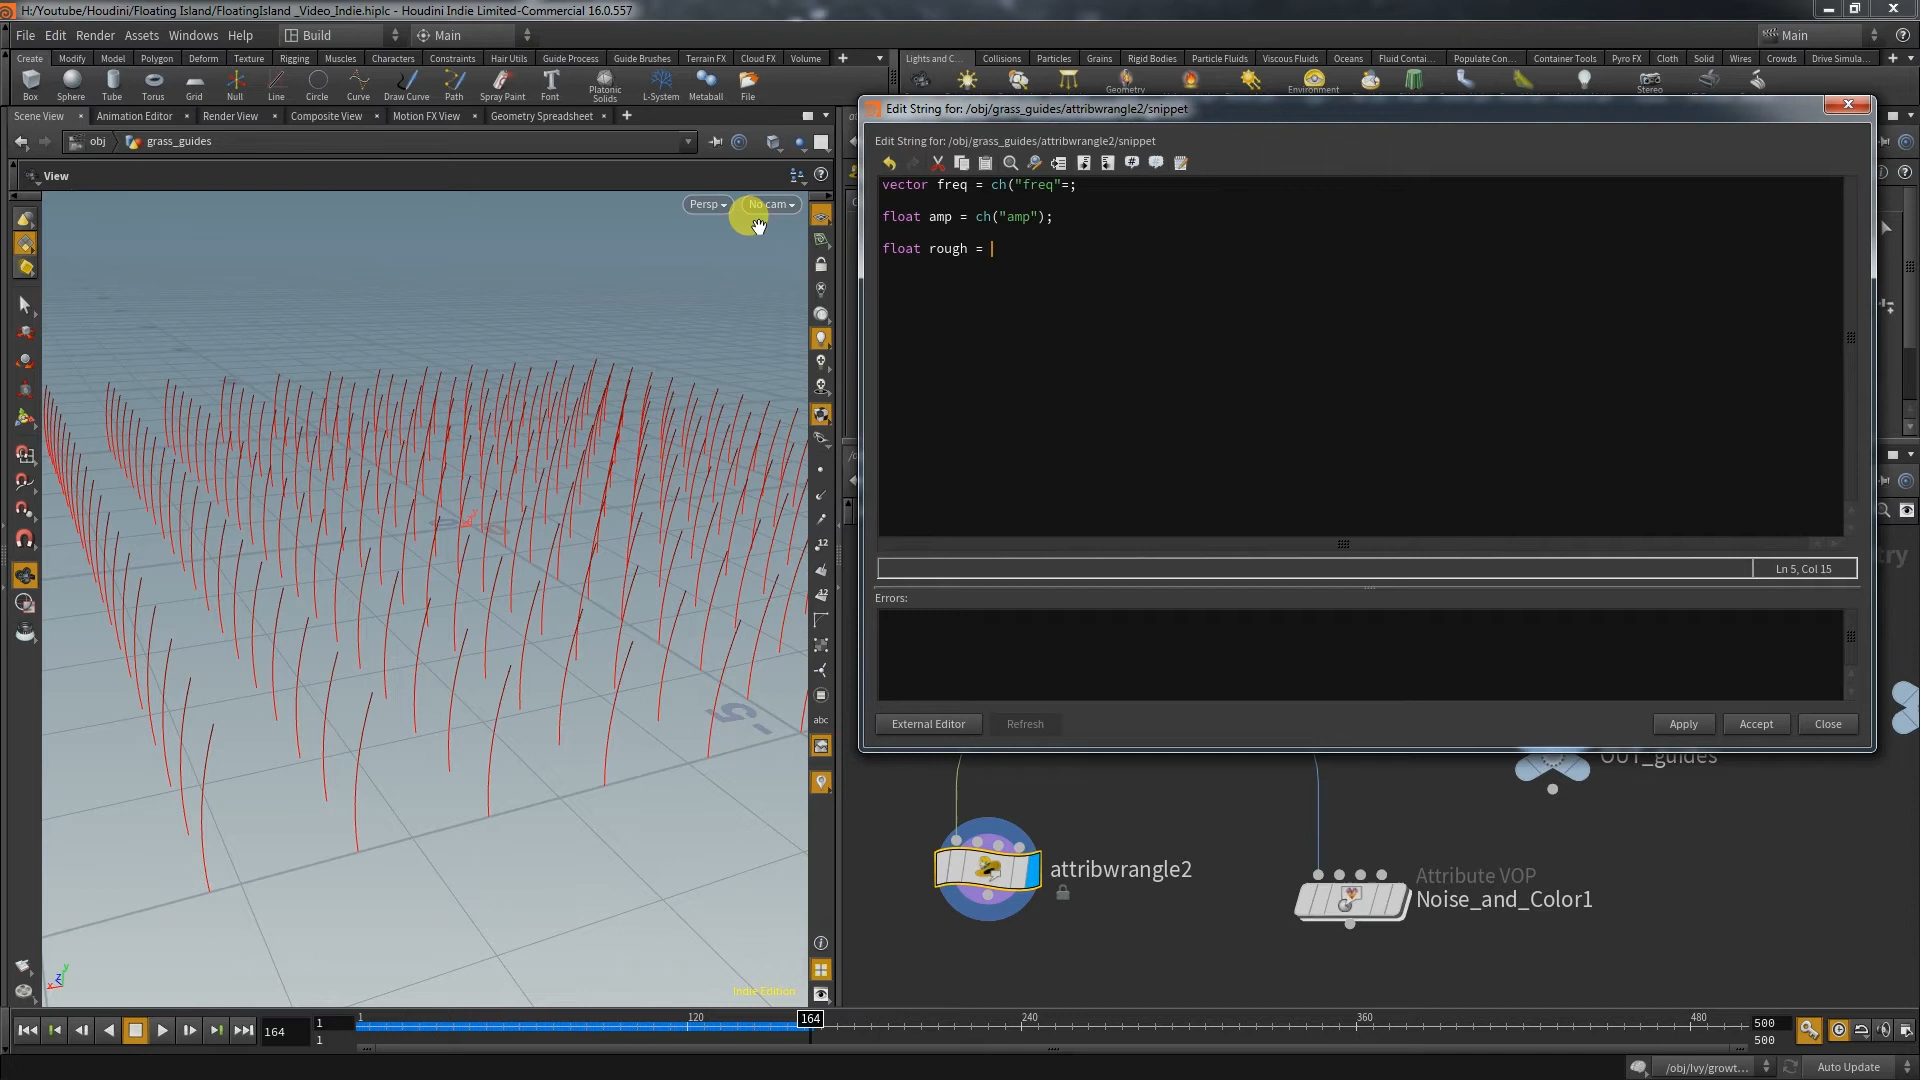 H:/Youtube/Houdini/Floating Island/FloatingIsland _Video_Indie.hiplc - Houdini Indie Limited-Commercial 16.0.557
File Edit Render Assets Windows Help Build Main Main
Create Modify Model Polygon Deform Texture Rigging Muscles Characters Constraints Hair Utils Guide Process Guide Brushes Terrain FX Cloud FX Volume
Lights and C... Collisions Particles Grains Rigid Bodies Particle Fluids Viscous Fluids Oceans Fluid Contai... Populate Con... Container Tools Pyro FX Cloth Solid Wires Crowds Drive Simula...
Box Sphere Tube Torus Grid Null Line Circle Curve Draw Curve Path Spray Paint Font Platonic Solids L-System Metaball File
Geometry Environment Stereo
Scene View Animation Editor Render View Composite View Motion FX View Geometry Spreadsheet
obj grass_guides
View
Persp No cam
Edit String for: /obj/grass_guides/attribwrangle2/snippet
Edit String for: /obj/grass_guides/attribwrangle2/snippet
vector freq = ch("freq"=;
float amp = ch("amp");
float rough =
Ln 5, Col 15
Errors:
External Editor Refresh Apply Accept Close
OUT_guides
attribwrangle2
Attribute VOP
Noise_and_Color1
Indie Edition
164 1 1 1 120 164 240 360 480 500 500
/obj/Ivy/growt... Auto Update